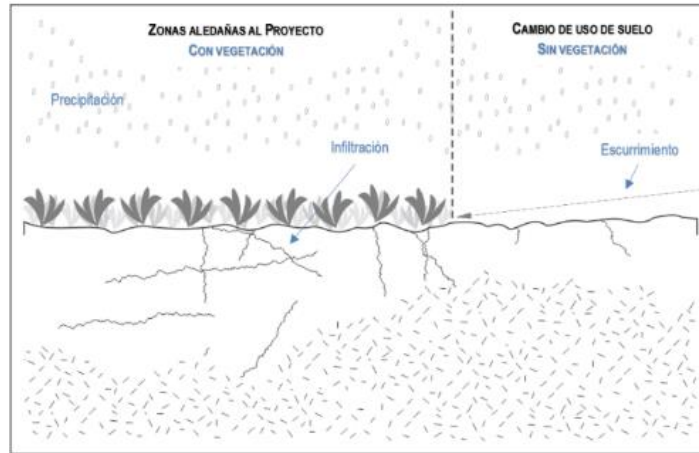 ZONAS ALEDAÑAS AL PROYECTO
CON VEGETACIÓN
CAMBIO DE USO DE SUELO
SIN VEGETACIÓN
Precipitación
Infiltración
Escurrimiento